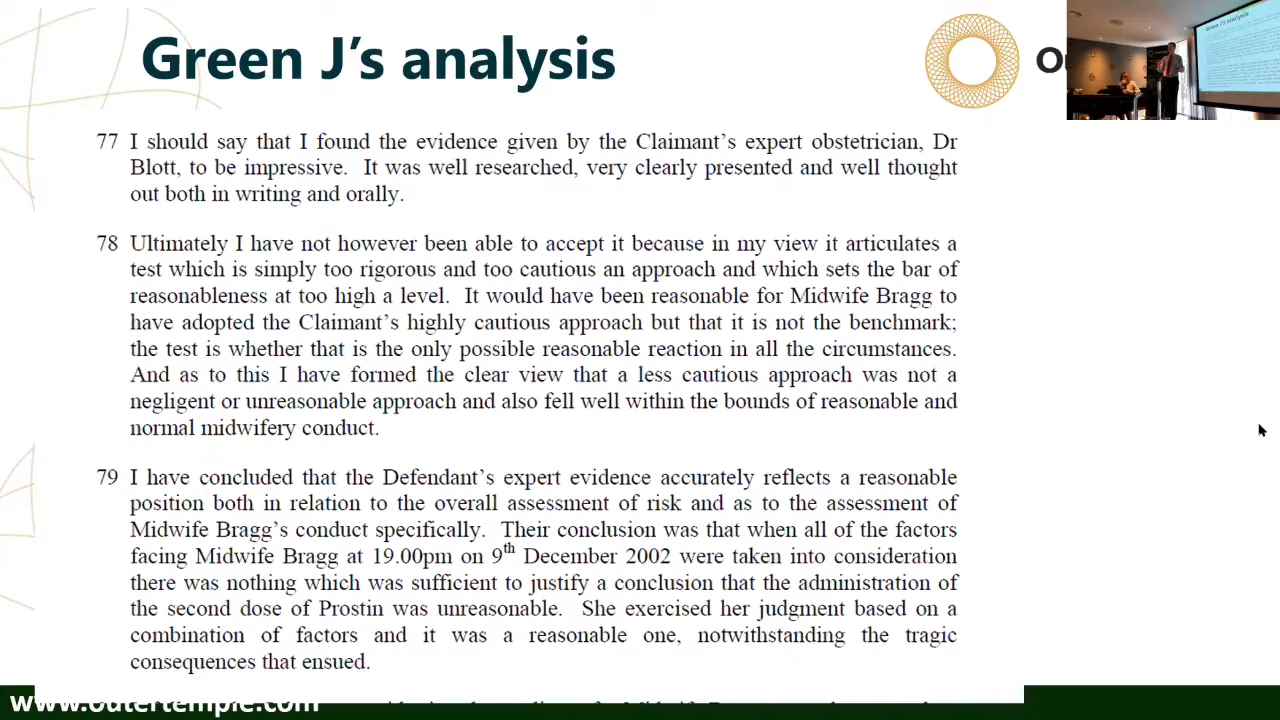 Green J's analysis
O
77 I should say that I found the evidence given by the Claimant's expert obstetrician, Dr
Blott, to be impressive. It was well researched, very clearly presented and well thought
out both in writing and orally.
78 Ultimately I have not however been able to accept it because in my view it articulates a
test which is simply too rigorous and too cautious an approach and which sets the bar of
reasonableness at too high a level. It would have been reasonable for Midwife Bragg to
have adopted the Claimant's highly cautious approach but that it is not the benchmark;
the test is whether that is the only possible reasonable reaction in all the circumstances.
And as to this I have formed the clear view that a less cautious approach was not a
negligent or unreasonable approach and also fell well within the bounds of reasonable and
normal midwifery conduct.
79 I have concluded that the Defendant's expert evidence accurately reflects a reasonable
position both in relation to the overall assessment of risk and as to the assessment of
Midwife Bragg's conduct specifically. Their conclusion was that when all of the factors
facing Midwife Bragg at 19.00pm on 9th December 2002 were taken into consideration
there was nothing which was sufficient to justify a conclusion that the administration of
the second dose of Prostin was unreasonable. She exercised her judgment based on a
combination of factors and it was a reasonable one, notwithstanding the tragic
consequences that ensued.
www.outertemple.com